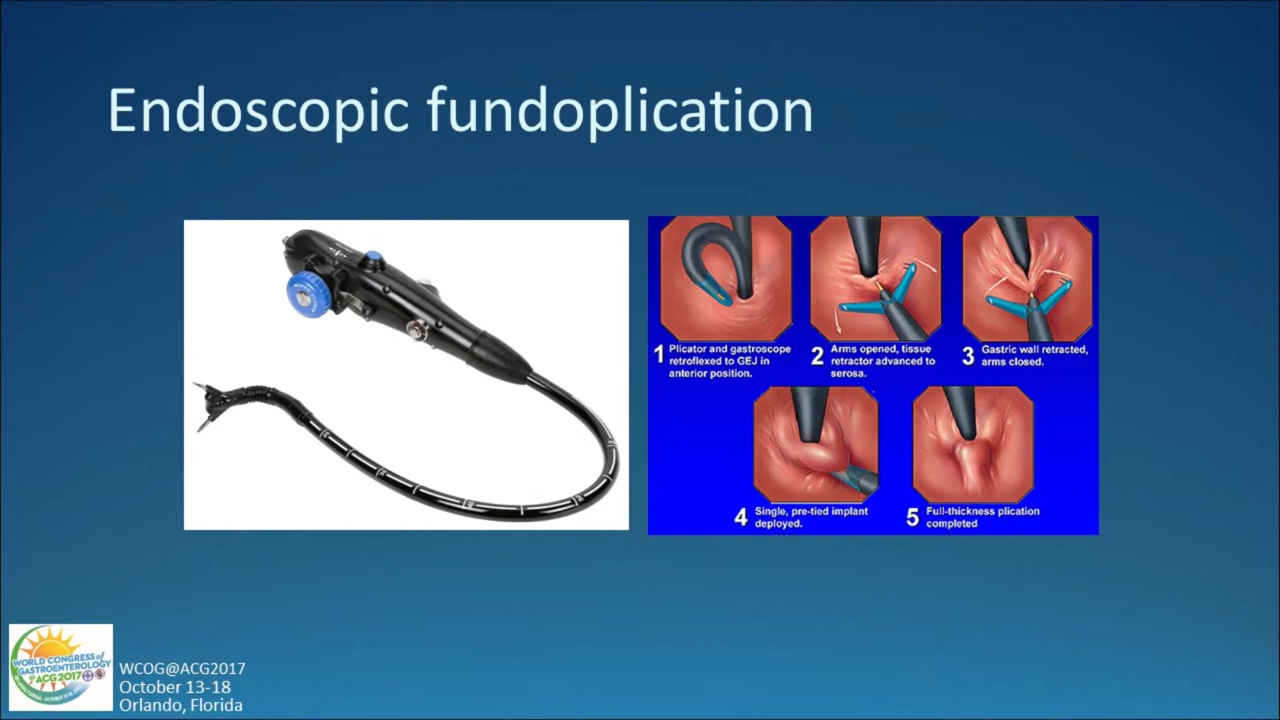 Endoscopic fundoplication
1 Plicator and gastroscope
retroflexed to GEJ in
anterior position.
2 Arms opened, tissue
retractor advanced to
serosa.
3 Gastric wall retracted,
arms closed.
4 Single, pre-tied implant
deployed.
5 Full-thickness plication
completed
WORLD CONGRESS of
GASTROENTEROLOGY
ACG2017
WCOG@ACG2017
October 13-18
Orlando, Florida